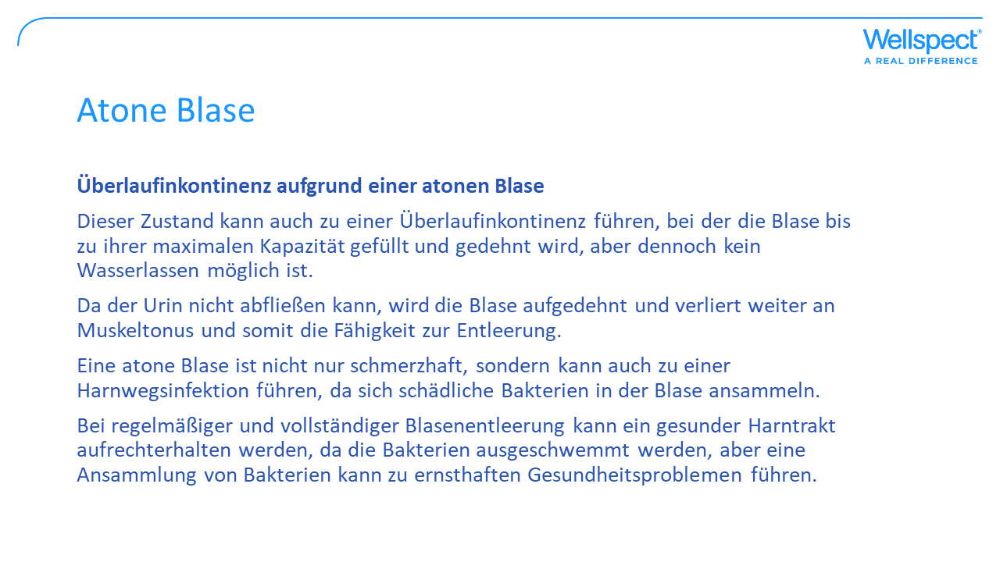 Wellspect®
A REAL DIFFERENCE
Atone Blase
Überlaufinkontinenz aufgrund einer atonen Blase
Dieser Zustand kann auch zu einer Überlaufinkontinenz führen, bei der die Blase bis
zu ihrer maximalen Kapazität gefüllt und gedehnt wird, aber dennoch kein
Wasserlassen möglich ist.
Da der Urin nicht abfließen kann, wird die Blase aufgedehnt und verliert weiter an
Muskeltonus und somit die Fähigkeit zur Entleerung.
Eine atone Blase ist nicht nur schmerzhaft, sondern kann auch zu einer
Harnwegsinfektion führen, da sich schädliche Bakterien in der Blase ansammeln.
Bei regelmäßiger und vollständiger Blasenentleerung kann ein gesunder Harntrakt
aufrechterhalten werden, da die Bakterien ausgeschwemmt werden, aber eine
Ansammlung von Bakterien kann zu ernsthaften Gesundheitsproblemen führen.